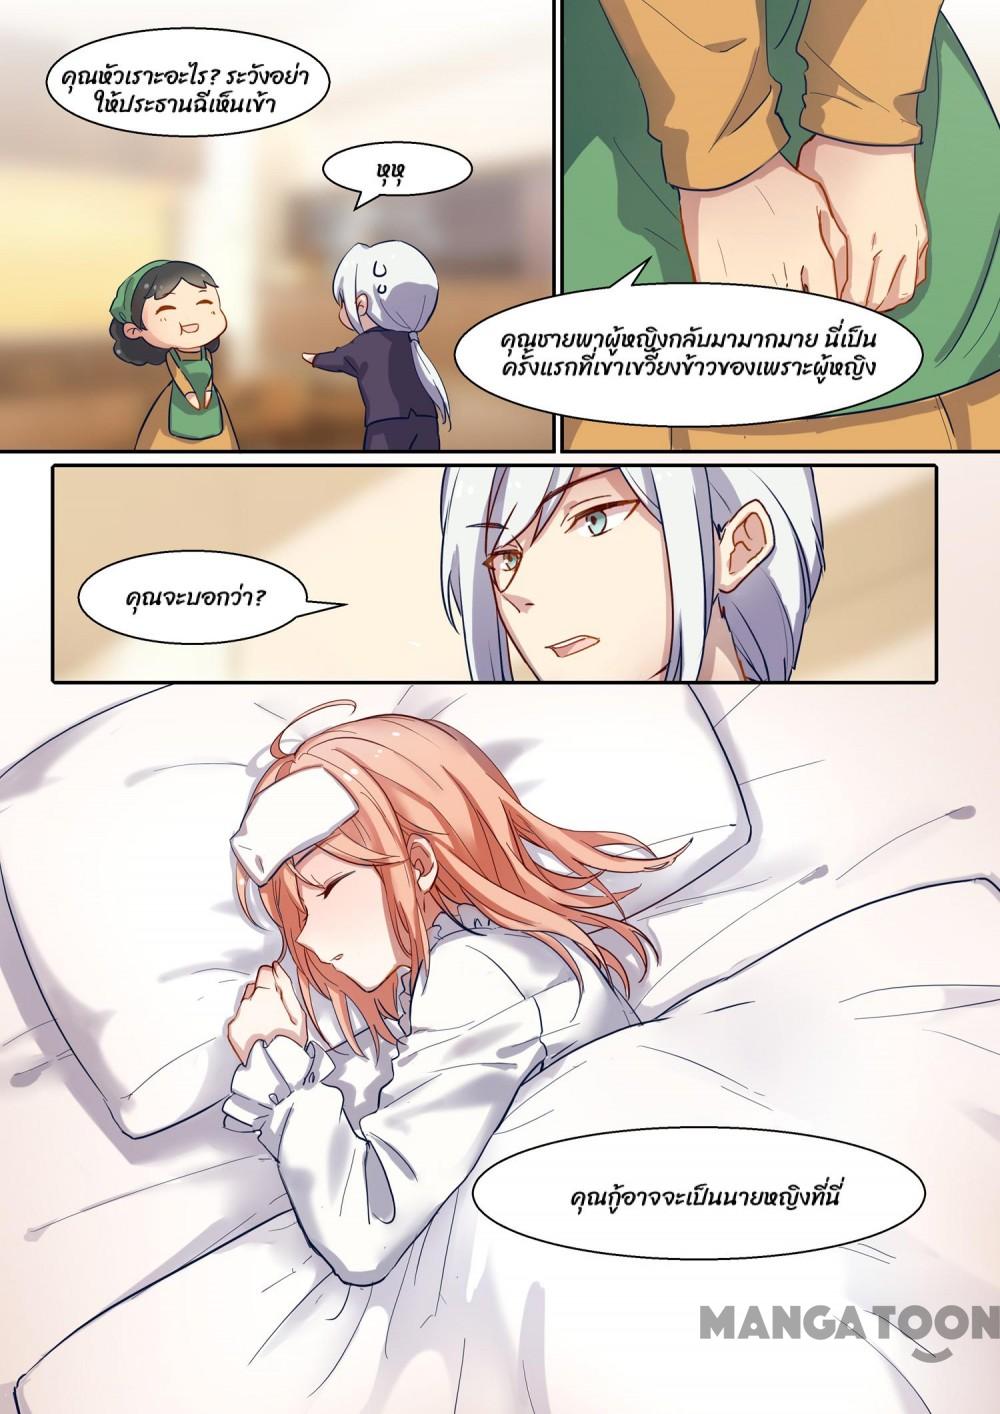 คุณหัวเราะอะไร? ระวังอย่า
ให้ประธานฉีเห็นเข้า
หุหุ
คุณชายพาผู้หญิงกลับมามากมาย นี่เป็น
ครั้งแรกที่เขาเขวี้ยงข้าวของเพราะผู้หญิง
คุณจะบอกว่า?
คุณกู้อาจจะเป็นนายหญิงที่นี่
MANGATOON